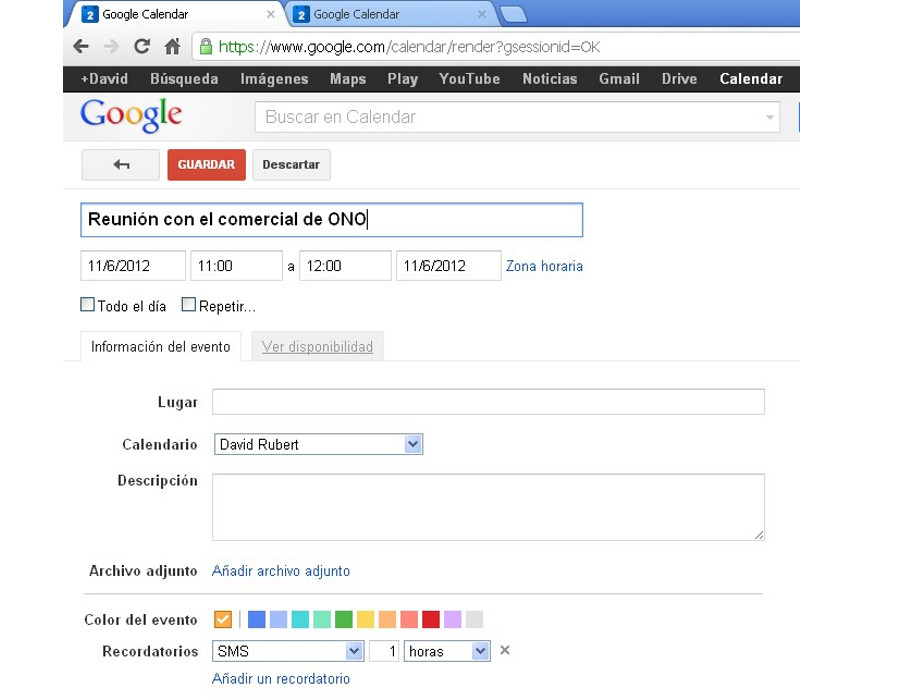 2 Google Calendar × 2 Google Calendar ×
https://www.google.com/calendar/render?gsessionid=OK
+David Búsqueda Imágenes Maps Play YouTube Noticias Gmail Drive Calendar
Google Buscar en Calendar
GUARDAR Descartar
Reunión con el comercial de ONO
11/6/2012 11:00 a 12:00 11/6/2012 Zona horaria
Todo el día Repetir...
Información del evento Ver disponibilidad
Lugar
Calendario David Rubert
Descripción
Archivo adjunto Añadir archivo adjunto
Color del evento
Recordatorios SMS 1 horas ×
Añadir un recordatorio